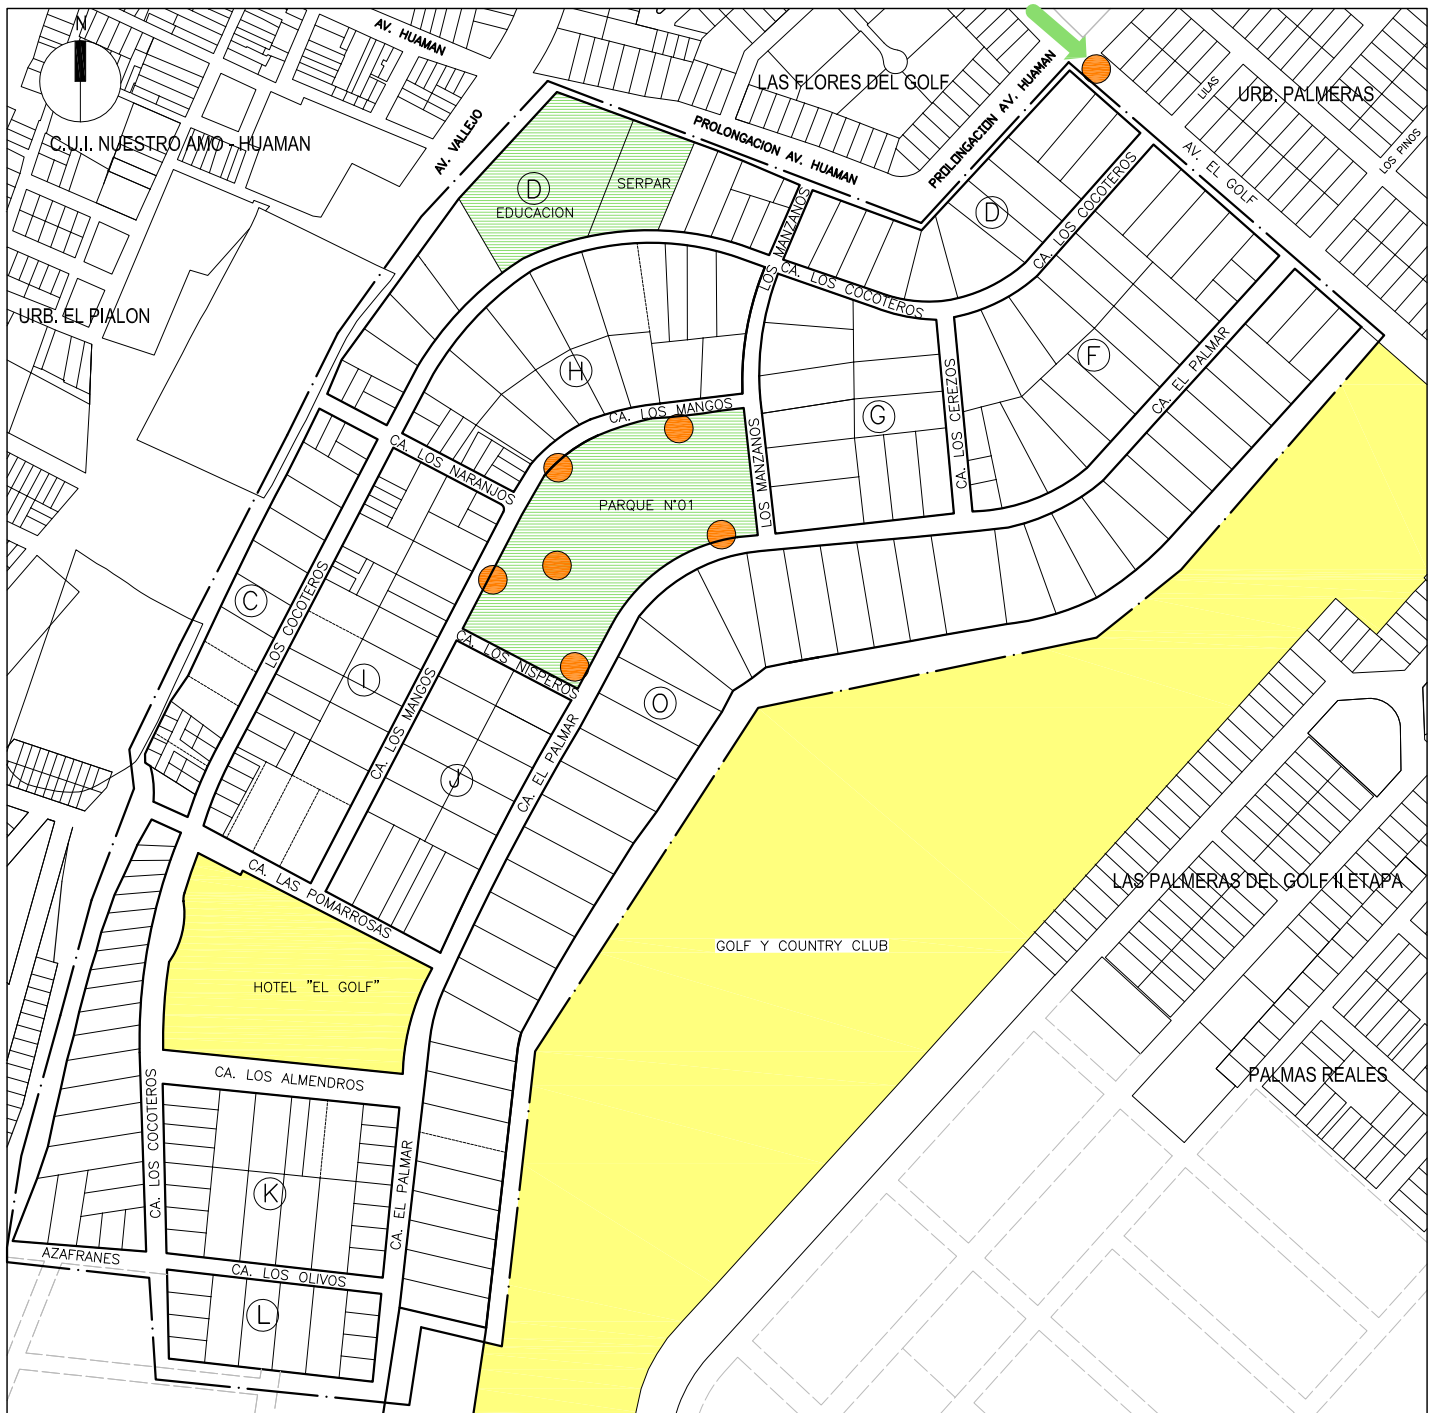 N
AV. HUAMAN
LAS FLORES DEL GOLF
PROLONGACION AV. HUAMAN
LILAS
URB. PALMERAS
C.U.I. NUESTRO AMO - HUAMAN
AV. VALLEJO
PROLONGACION AV. HUAMAN
LOS PINOS
AV. EL GOLF
D
EDUCACION
SERPAR
LOS MANZANOS
D
CA. LOS COCOTEROS
LOS MANZANOS
CA. LOS COCOTEROS
URB. EL PIALON
H
F
CA. EL PALMAR
CA. LOS MANGOS
G
CA. LOS CEREZOS
CA. LOS NARANJOS
LOS MANZANOS
PARQUE N°01
C
LOS COCOTEROS
I
CA. LOS NISPEROS
CA. LOS MANGOS
O
J
CA. EL PALMAR
CA. LAS POMARROSAS
LAS PALMERAS DEL GOLF II ETAPA
GOLF Y COUNTRY CLUB
HOTEL "EL GOLF"
CA. LOS ALMENDROS
PALMAS REALES
CA. LOS COCOTEROS
K
CA. EL PALMAR
AZAFRANES
CA. LOS OLIVOS
L